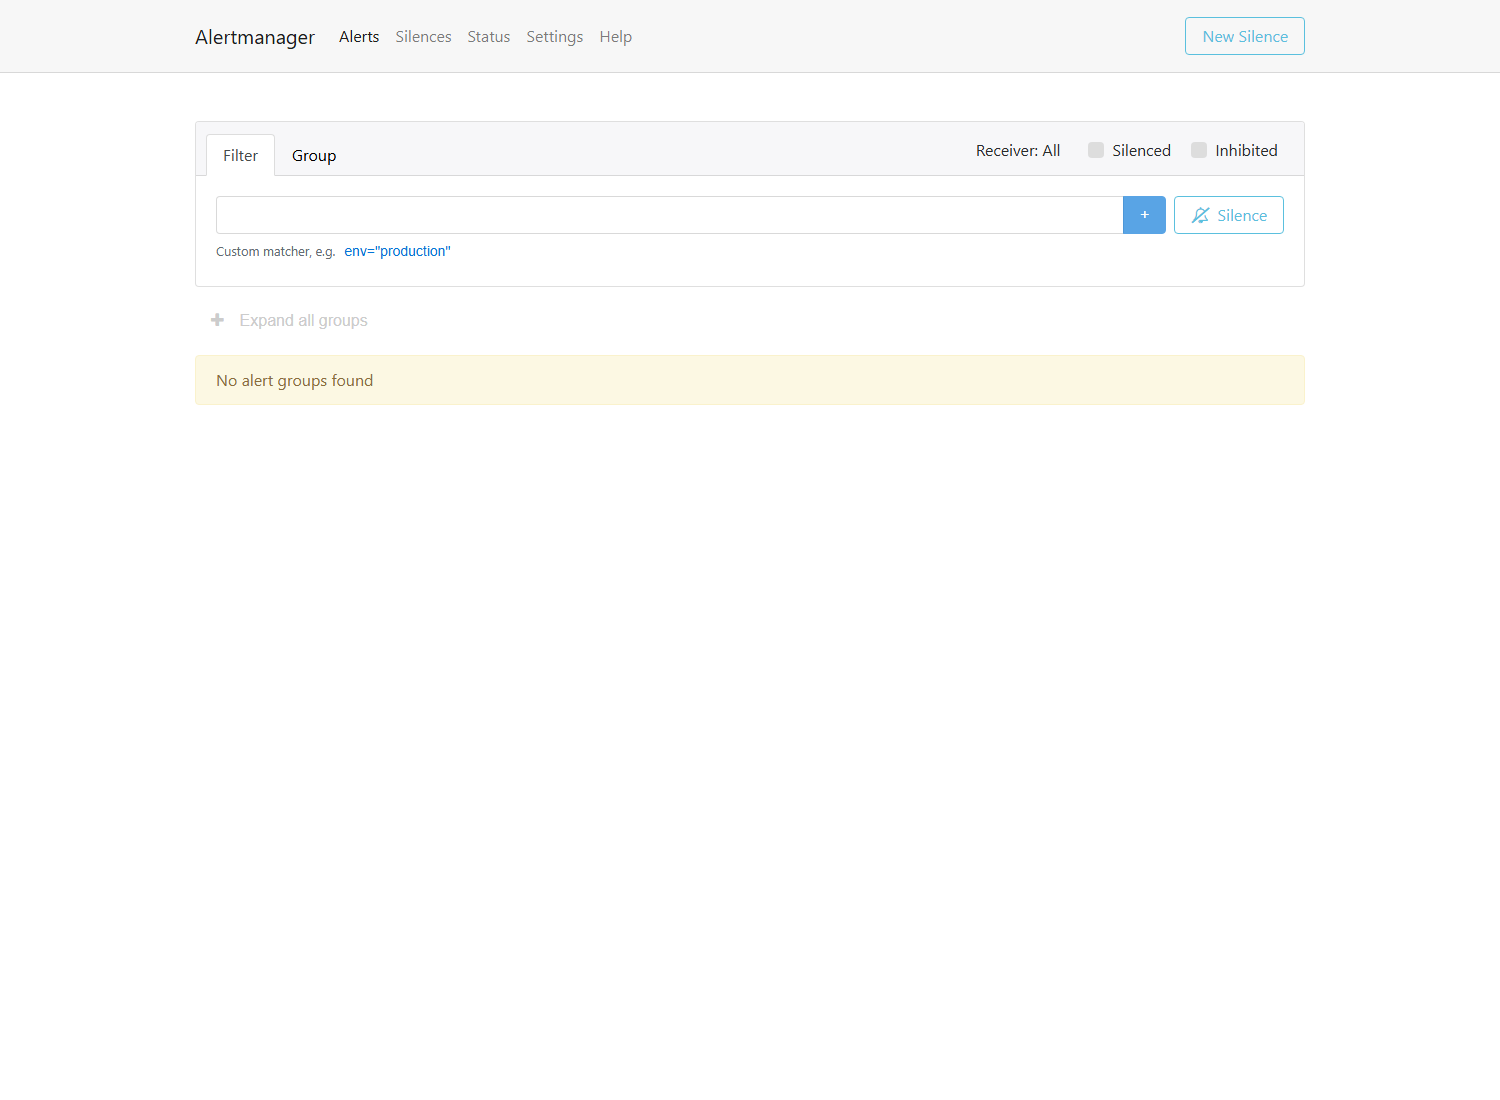 Alertmanager Alerts Silences Status Settings Help New Silence
Filter Group Receiver: All Silenced Inhibited
+ Silence
Custom matcher, e.g. env="production"
Expand all groups
No alert groups found